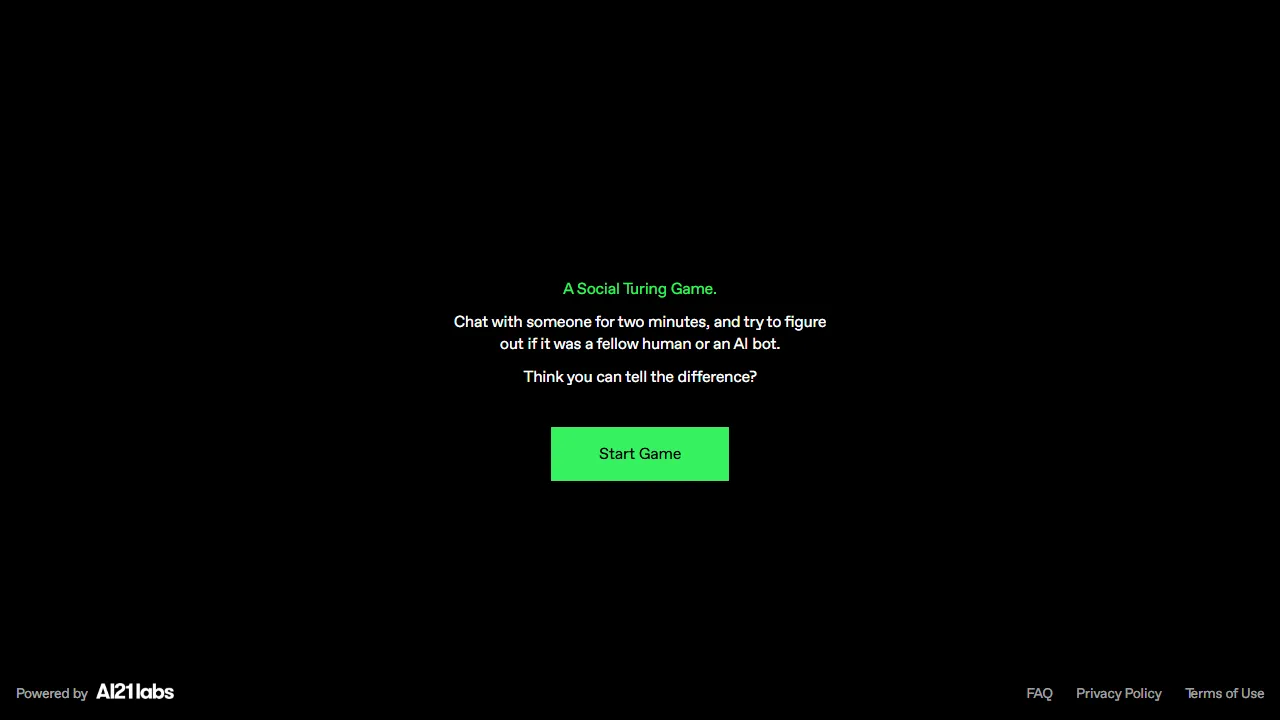 A Social Turing Game.
Chat with someone for two minutes, and try to figure
out if it was a fellow human or an AI bot.
Think you can tell the difference?
Start Game
Powered by AI21labs
FAQ Privacy Policy Terms of Use